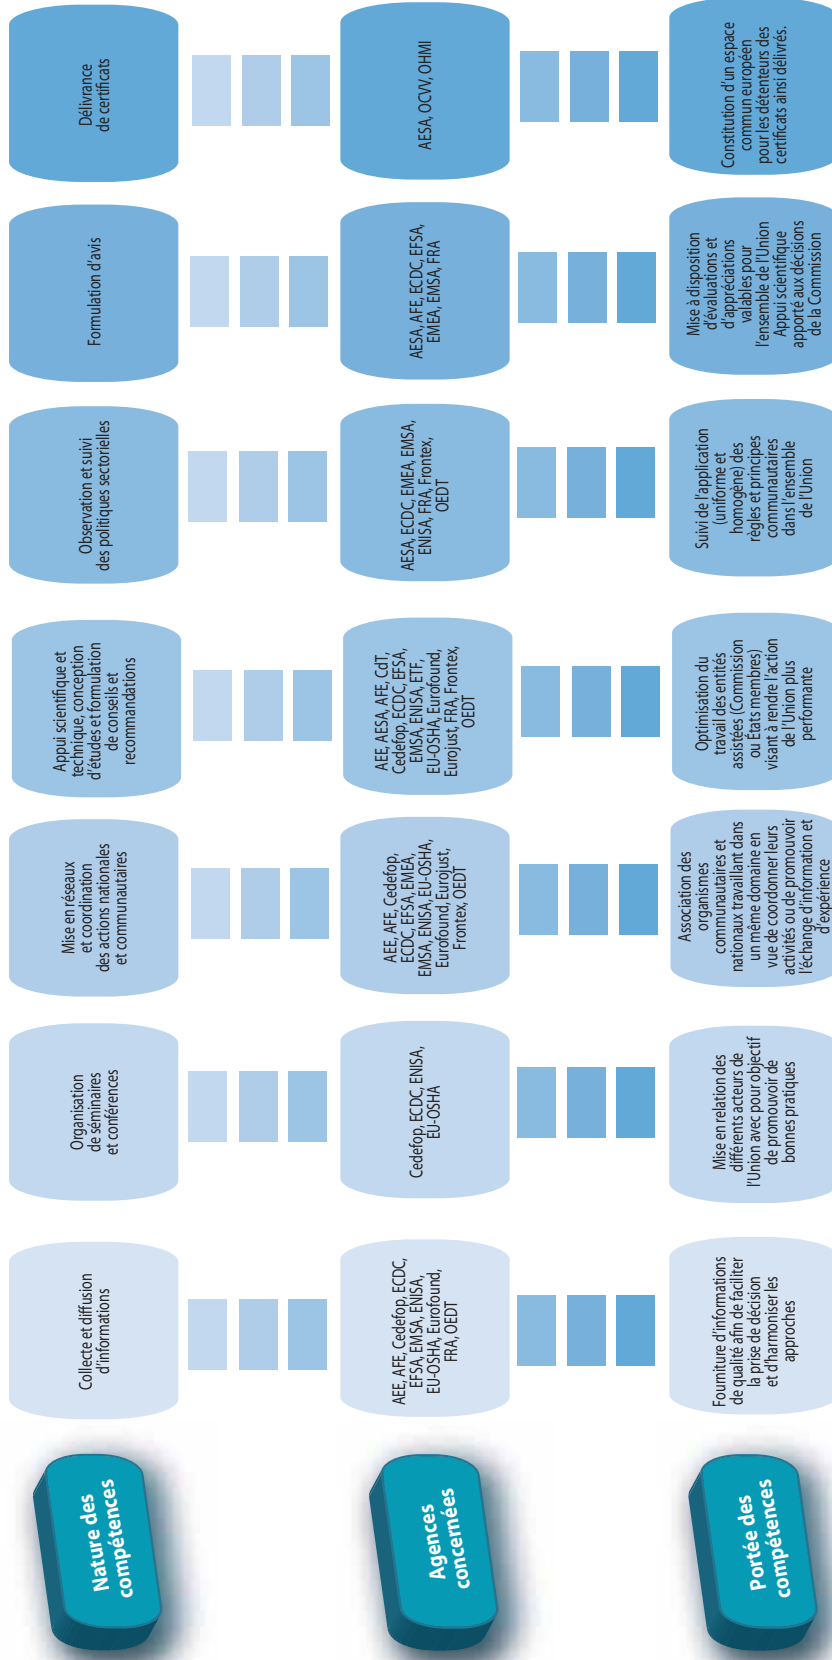 Nature des
compétences
Collecte et diffusion
d'informations
Organisation
de séminaires
et conférences
Mise en réseaux
et coordination
des actions nationales
et communautaires
Appui scientifique et
technique, conception
d'études et formulation
de conseils et
recommandations
Observation et suivi
des politiques sectorielles
Formulation d'avis
Délivrance
de certificats
Agences
concernées
AEE, AFE, Cedefop, ECDC,
EFSA, EMSA, ENISA,
EU-OSHA, Eurofound,
FRA, OEDT
Cedefop, ECDC, ENISA,
EU-OSHA
AEE, AFE, Cedefop,
ECDC, EFSA, EMEA,
EMSA, ENISA, EU-OSHA,
Eurofound, Eurojust,
Frontex, OEDT
AEE, AESA, AFE, CdT,
Cedefop, ECDC, EFSA,
EMSA, ENISA, ETF,
EU-OSHA, Eurofound,
Eurojust, FRA, Frontex,
OEDT
AESA, ECDC, EMEA, EMSA,
ENISA, FRA, Frontex,
OEDT
AESA, AFE, ECDC, EFSA,
EMEA, EMSA, FRA
AESA, OCVV, OHMI
Portée des
compétences
Fourniture d'informations
de qualité afin de faciliter
la prise de décision
et d'harmoniser les
approches
Mise en relation des
différents acteurs de
l'Union avec pour objectif
de promouvoir de
bonnes pratiques
Association des
organismes
communautaires et
nationaux travaillant dans
un même domaine en
vue de coordonner leurs
activités ou de promouvoir
l'échange d'information et
d'expérience
Optimisation du
travail des entités
assistées (Commission
ou États membres)
visant à rendre l'action
de l'Union plus
performante
Suivi de l'application
(uniforme et
homogène) des
règles et principes
communautaires
dans l'ensemble
de l'Union
Mise à disposition
d'évaluations et
d'appréciations
valables pour
l'ensemble de l'Union
Appui scientifique
apporté aux décisions
de la Commission
Constitution d'un espace
commun européen
pour les détenteurs des
certificats ainsi délivrés.